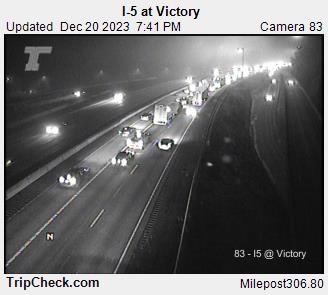 I-5 at Victory
Updated Dec 20 2023 7:41 PM Camera 83
T
N
83 - I5 @ Victory
TripCheck.com Milepost306.80